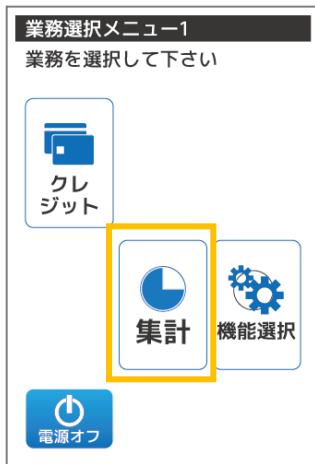 業務選択メニュー1
業務を選択して下さい
クレ
ジット
集計
機能選択
電源オフ